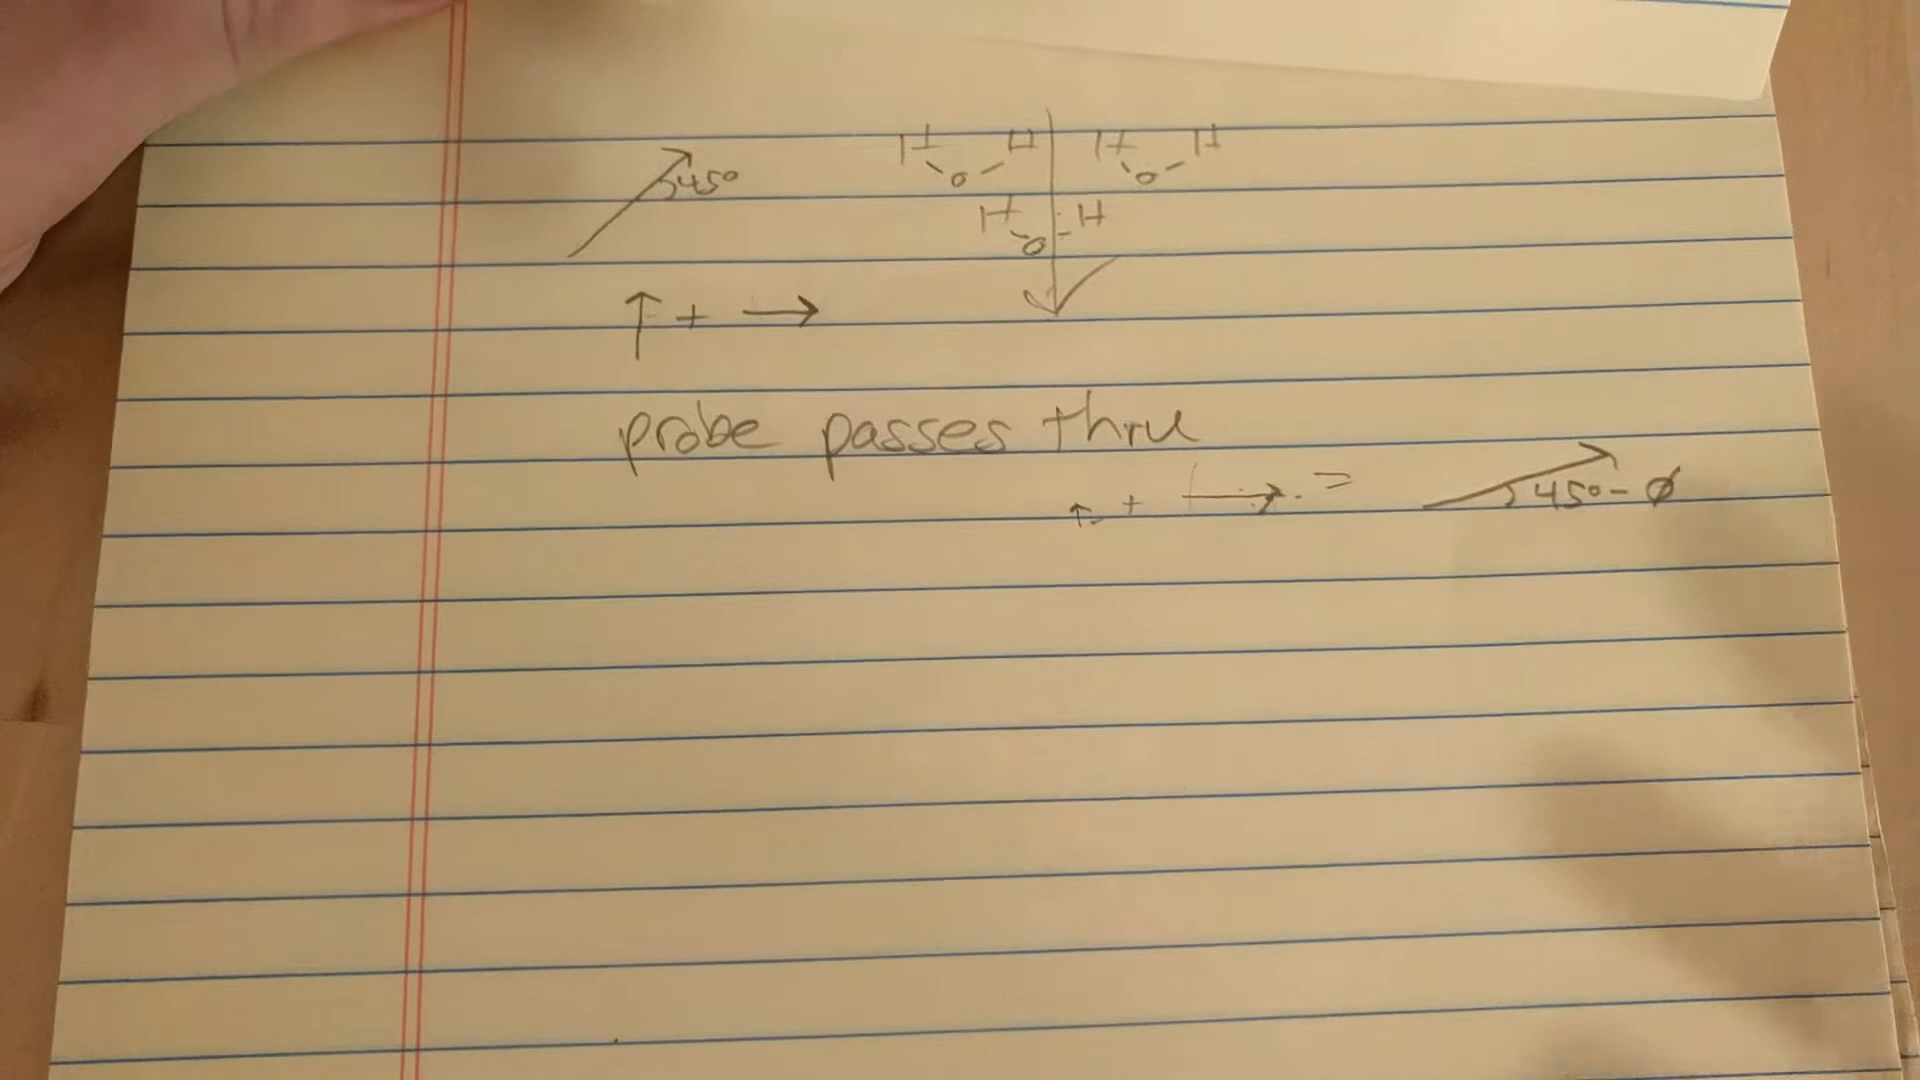 45°
H H H H
O O
H H
O
↑ + →
probe passes thru
↑ + → = 45° - ϕ